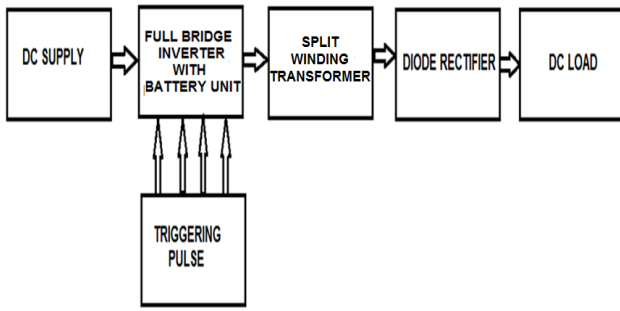 DC SUPPLY
FULL BRIDGE
INVERTER
WITH
BATTERY UNIT
SPLIT
WINDING
TRANSFORMER
DIODE RECTIFIER
DC LOAD
TRIGGERING
PULSE